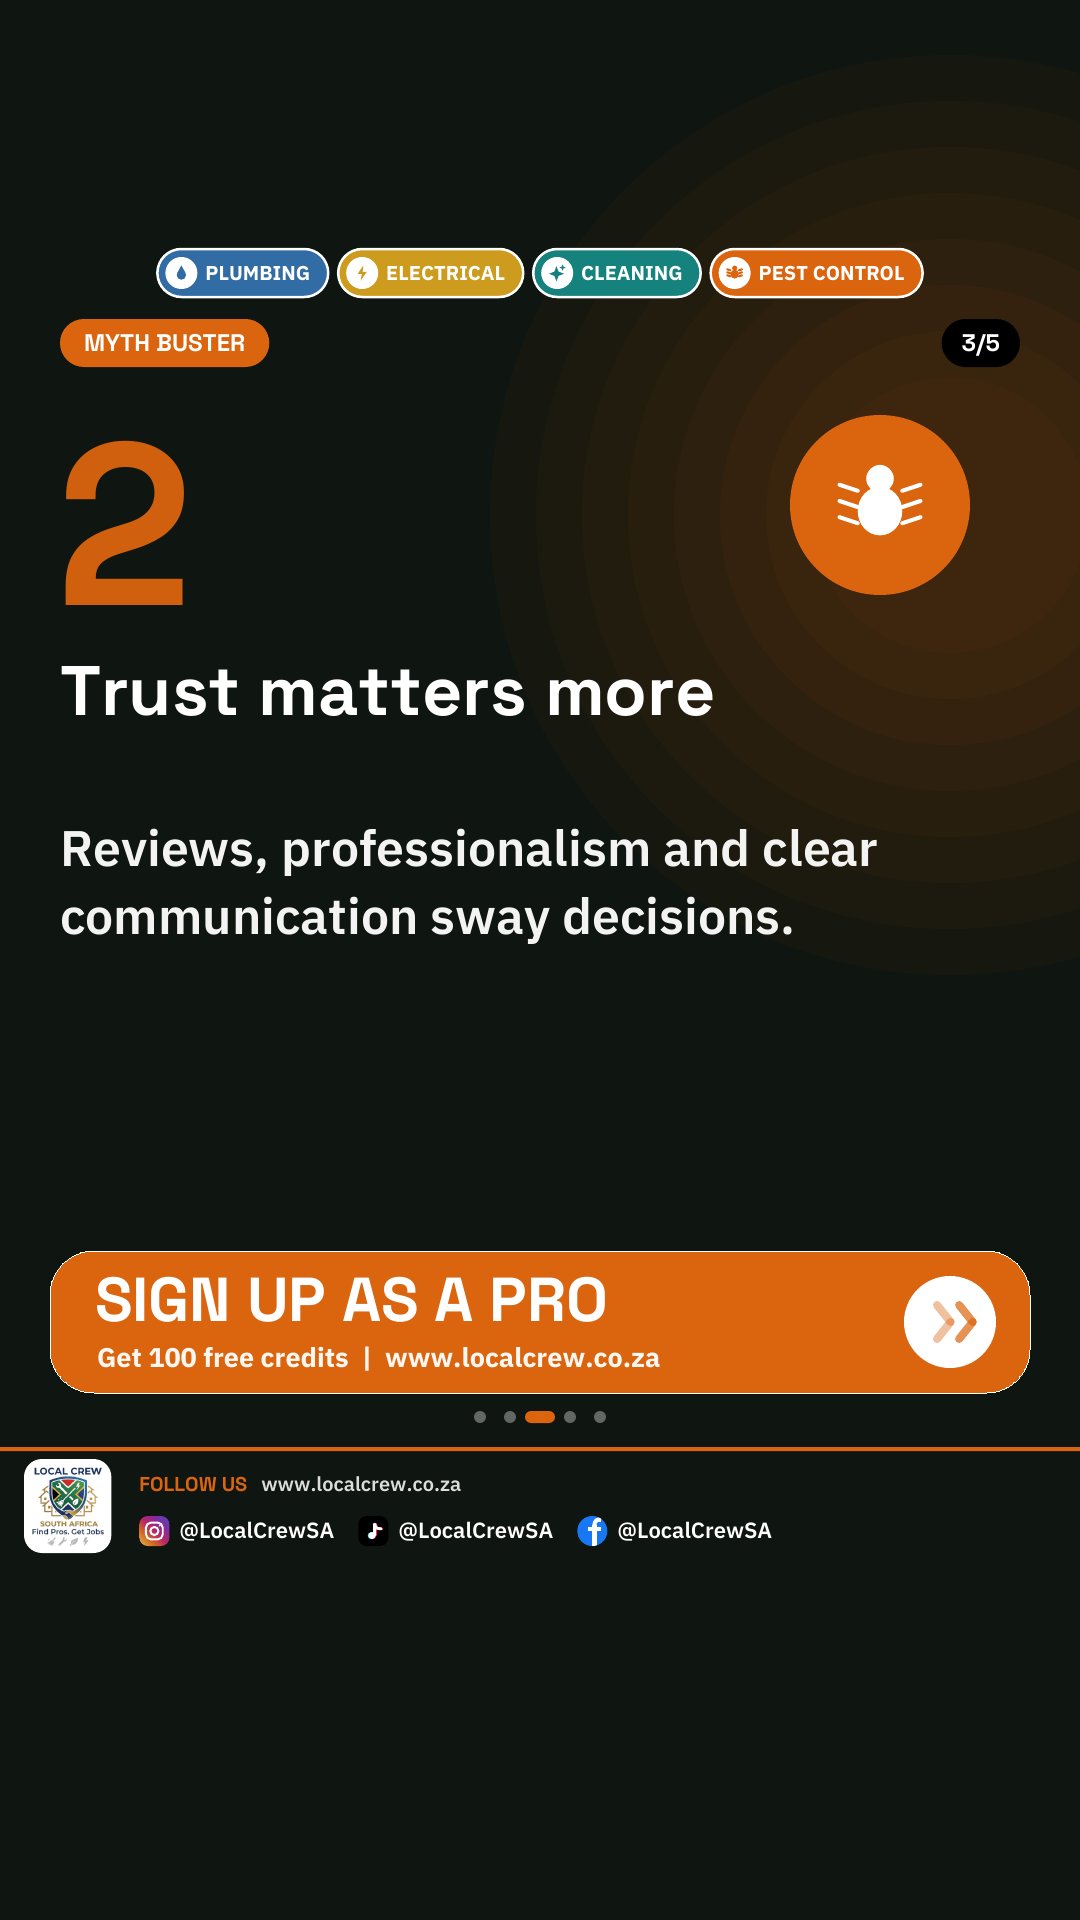 PLUMBING
ELECTRICAL
CLEANING
PEST CONTROL
MYTH BUSTER
3/5
2
Trust matters more
Reviews, professionalism and clear
communication sway decisions.
SIGN UP AS A PRO
Get 100 free credits | www.localcrew.co.za
LOCAL CREW
SOUTH AFRICA
Find Pros. Get Jobs
FOLLOW US www.localcrew.co.za
@LocalCrewSA @LocalCrewSA @LocalCrewSA